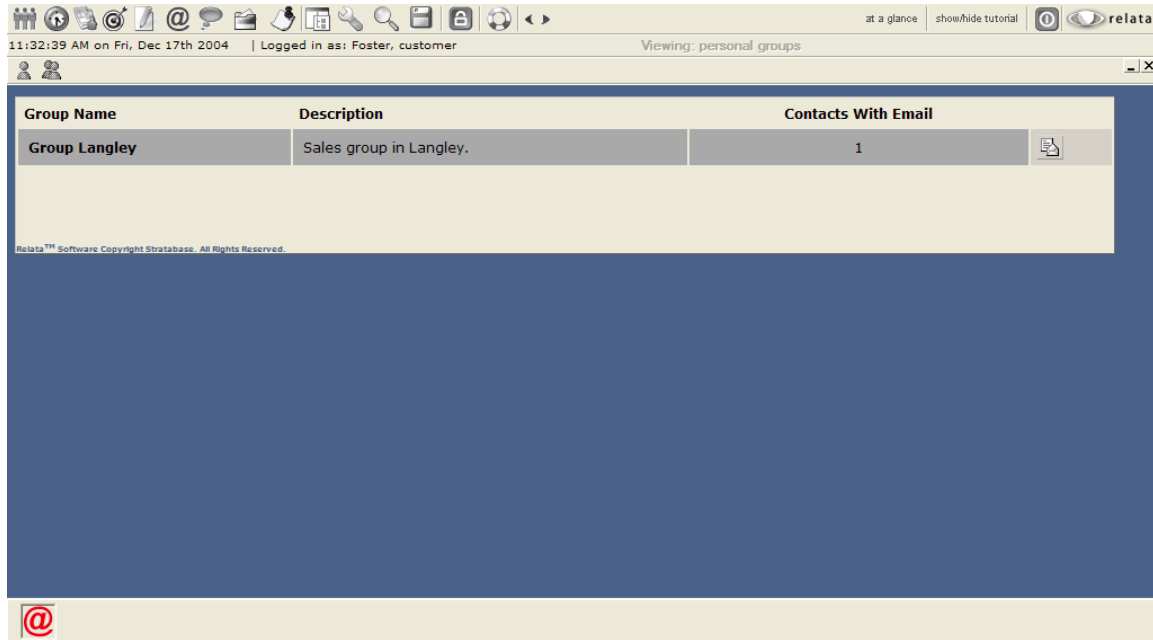 at a glance show/hide tutorial relata
11:32:39 AM on Fri, Dec 17th 2004 | Logged in as: Foster, customer Viewing: personal groups
Group Name Description Contacts With Email
Group Langley Sales group in Langley. 1
Relata™ Software Copyright Stratabase. All Rights Reserved.